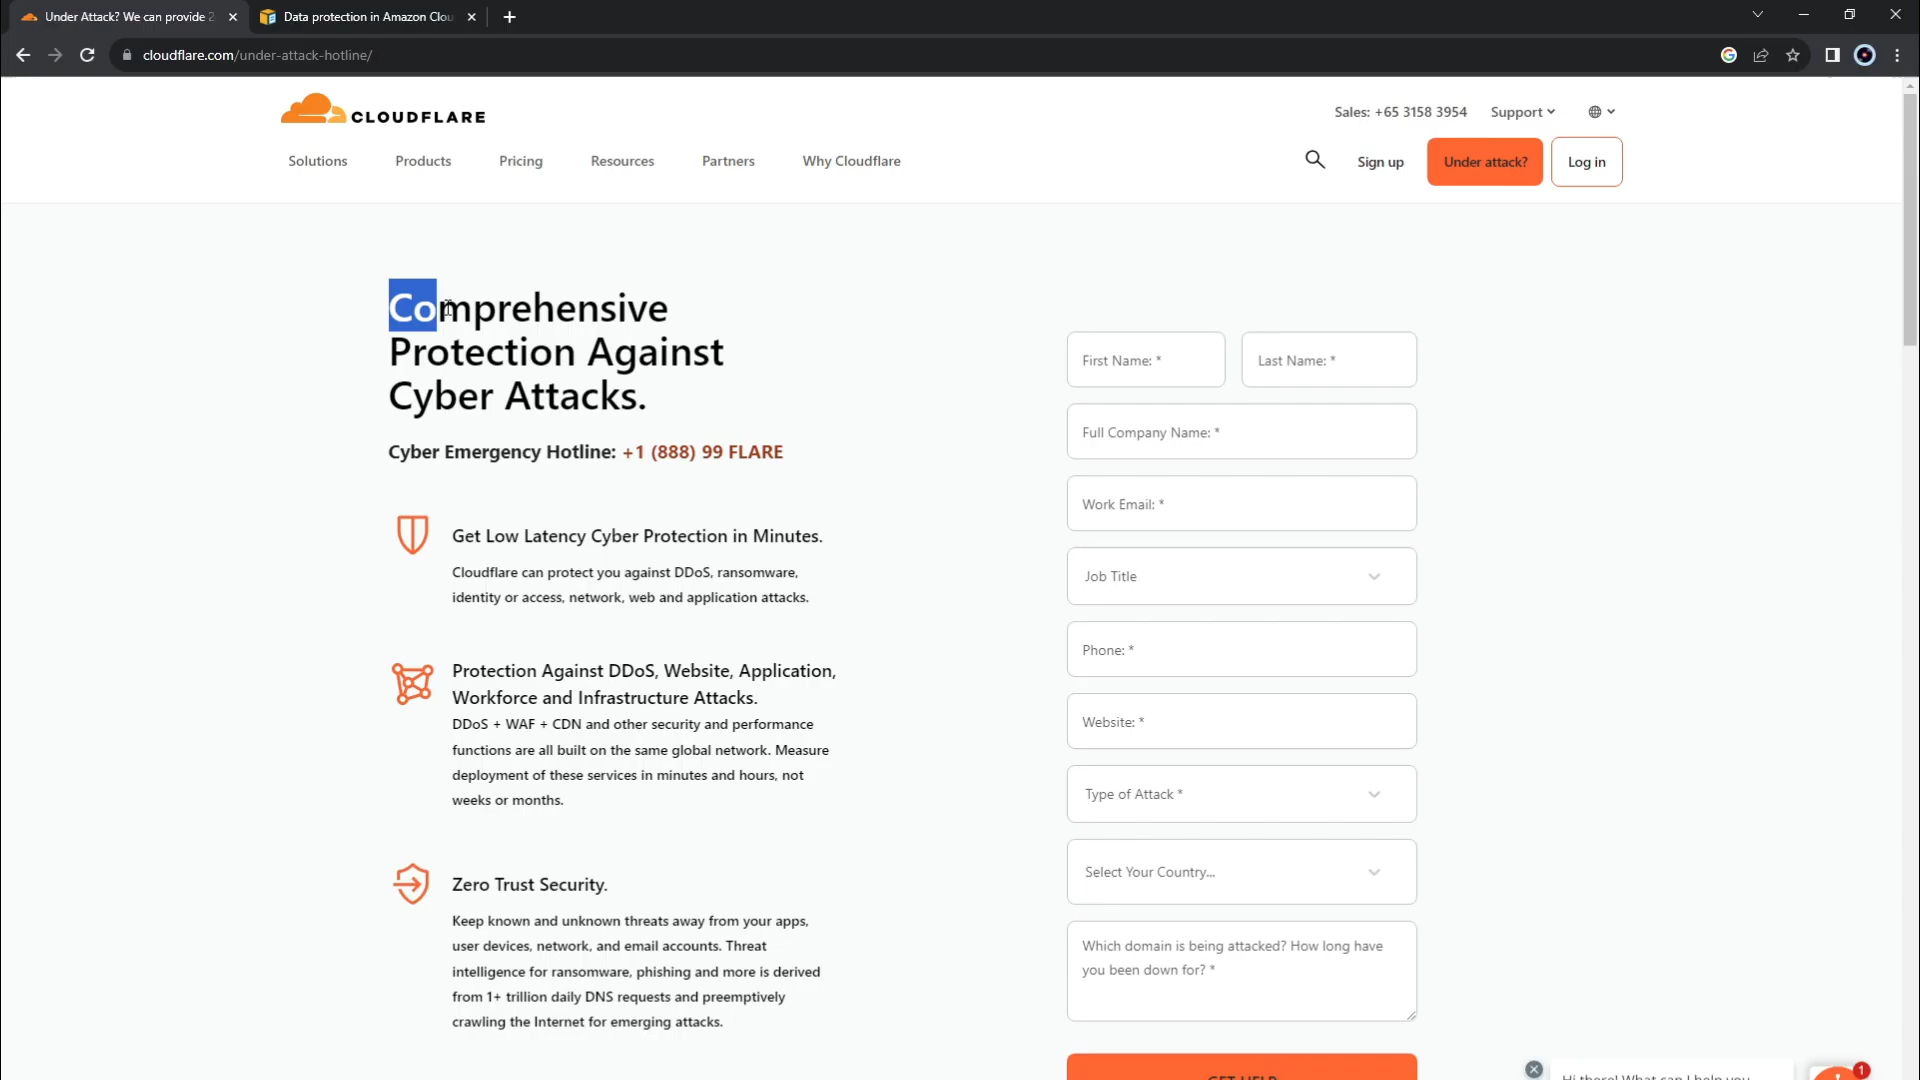 Under Attack? We can provide 2
Data protection in Amazon Clou
cloudflare.com/under-attack-hotline/
CLOUDFLARE
Sales: +65 3158 3954
Support
Solutions
Products
Pricing
Resources
Partners
Why Cloudflare
Sign up
Under attack?
Log in
Comprehensive
Protection Against
Cyber Attacks.
Cyber Emergency Hotline: +1 (888) 99 FLARE
Get Low Latency Cyber Protection in Minutes.
Cloudflare can protect you against DDoS, ransomware,
identity or access, network, web and application attacks.
Protection Against DDoS, Website, Application,
Workforce and Infrastructure Attacks.
DDoS + WAF + CDN and other security and performance
functions are all built on the same global network. Measure
deployment of these services in minutes and hours, not
weeks or months.
Zero Trust Security.
Keep known and unknown threats away from your apps,
user devices, network, and email accounts. Threat
intelligence for ransomware, phishing and more is derived
from 1+ trillion daily DNS requests and preemptively
crawling the Internet for emerging attacks.
First Name: *
Last Name: *
Full Company Name: *
Work Email: *
Job Title
Phone: *
Website: *
Type of Attack *
Select Your Country...
Which domain is being attacked? How long have
you been down for? *
GET HELP
Hi there! What can I help you
1